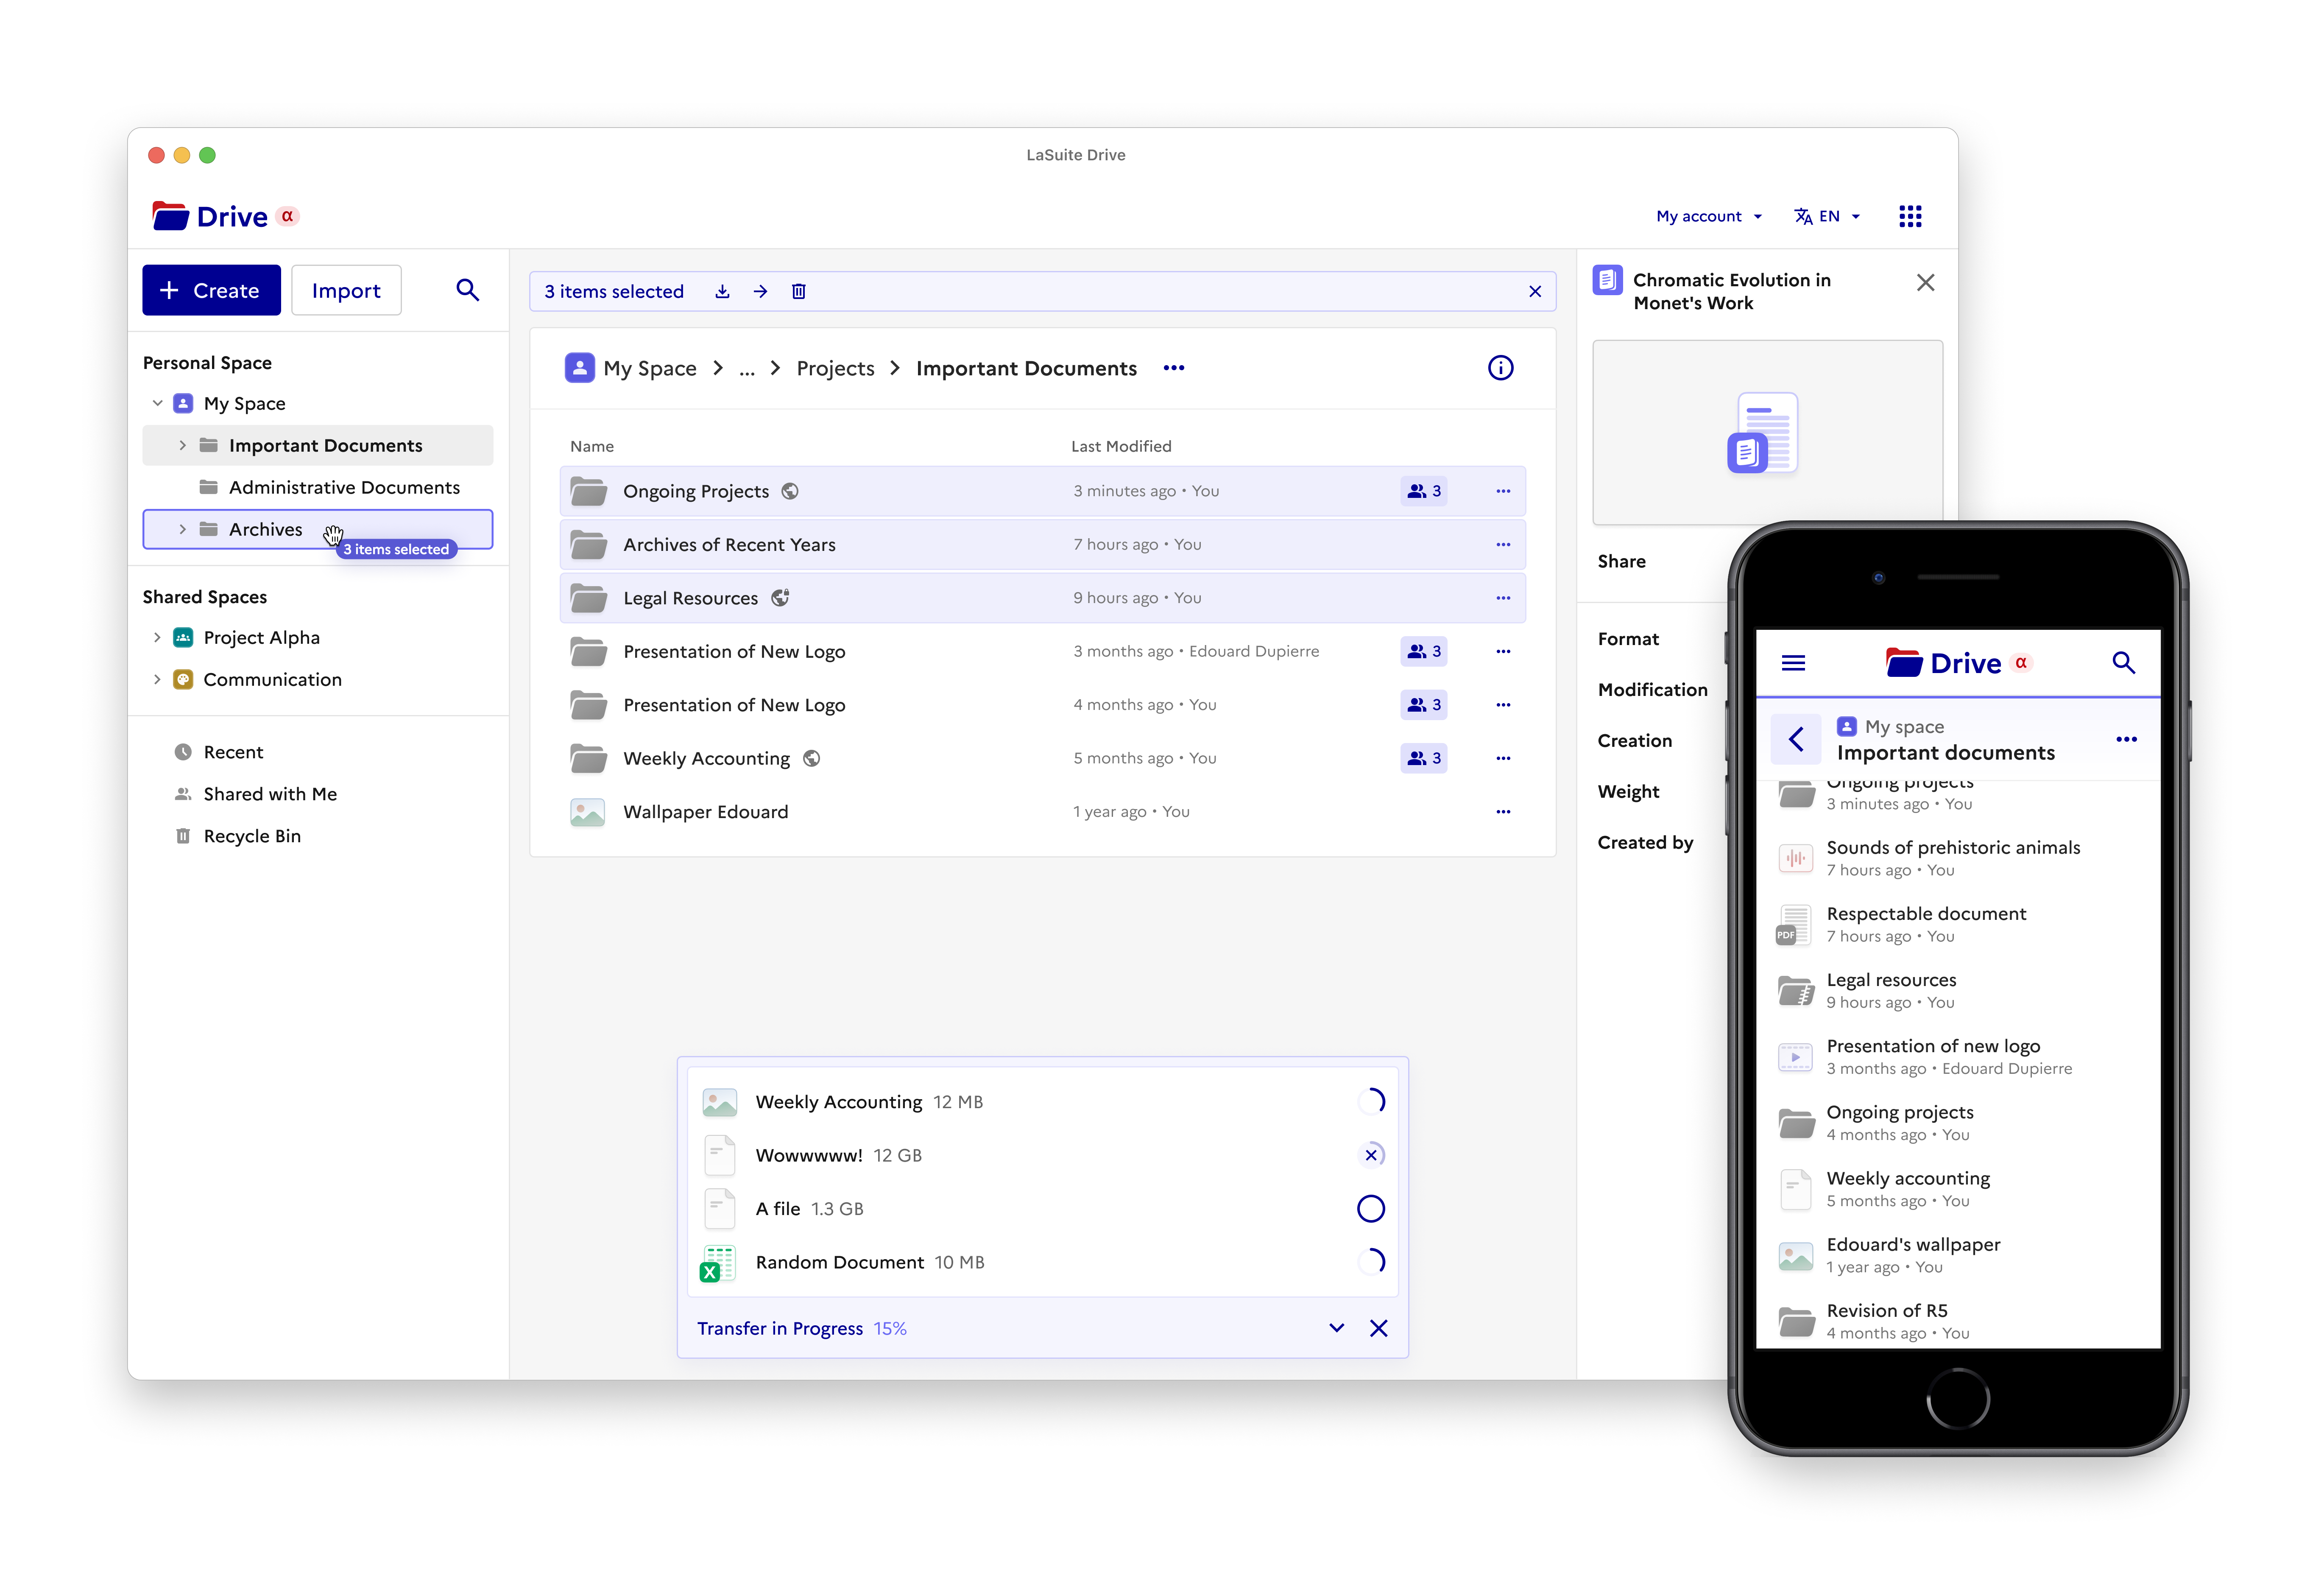 LaSuite Drive
Drive α
My account
EN
Create
Import
Personal Space
My Space
Important Documents
Administrative Documents
Archives
3 items selected
Shared Spaces
Project Alpha
Communication
Recent
Shared with Me
Recycle Bin
3 items selected
My Space
...
Projects
Important Documents
Name
Last Modified
Ongoing Projects
3 minutes ago • You
3
Archives of Recent Years
7 hours ago • You
Legal Resources
9 hours ago • You
Presentation of New Logo
3 months ago • Edouard Dupierre
3
Presentation of New Logo
4 months ago • You
3
Weekly Accounting
5 months ago • You
3
Wallpaper Edouard
1 year ago • You
Weekly Accounting 12 MB
Wowwwww! 12 GB
A file 1.3 GB
X
Random Document 10 MB
Transfer in Progress 15%
Chromatic Evolution in
Monet's Work
Share
Format
Modification
Creation
Weight
Created by
Drive α
My space
Important documents
Ongoing projects
3 minutes ago • You
Sounds of prehistoric animals
7 hours ago • You
PDF
Respectable document
7 hours ago • You
Legal resources
9 hours ago • You
Presentation of new logo
3 months ago • Edouard Dupierre
Ongoing projects
4 months ago • You
Weekly accounting
5 months ago • You
Edouard's wallpaper
1 year ago • You
Revision of R5
4 months ago • You